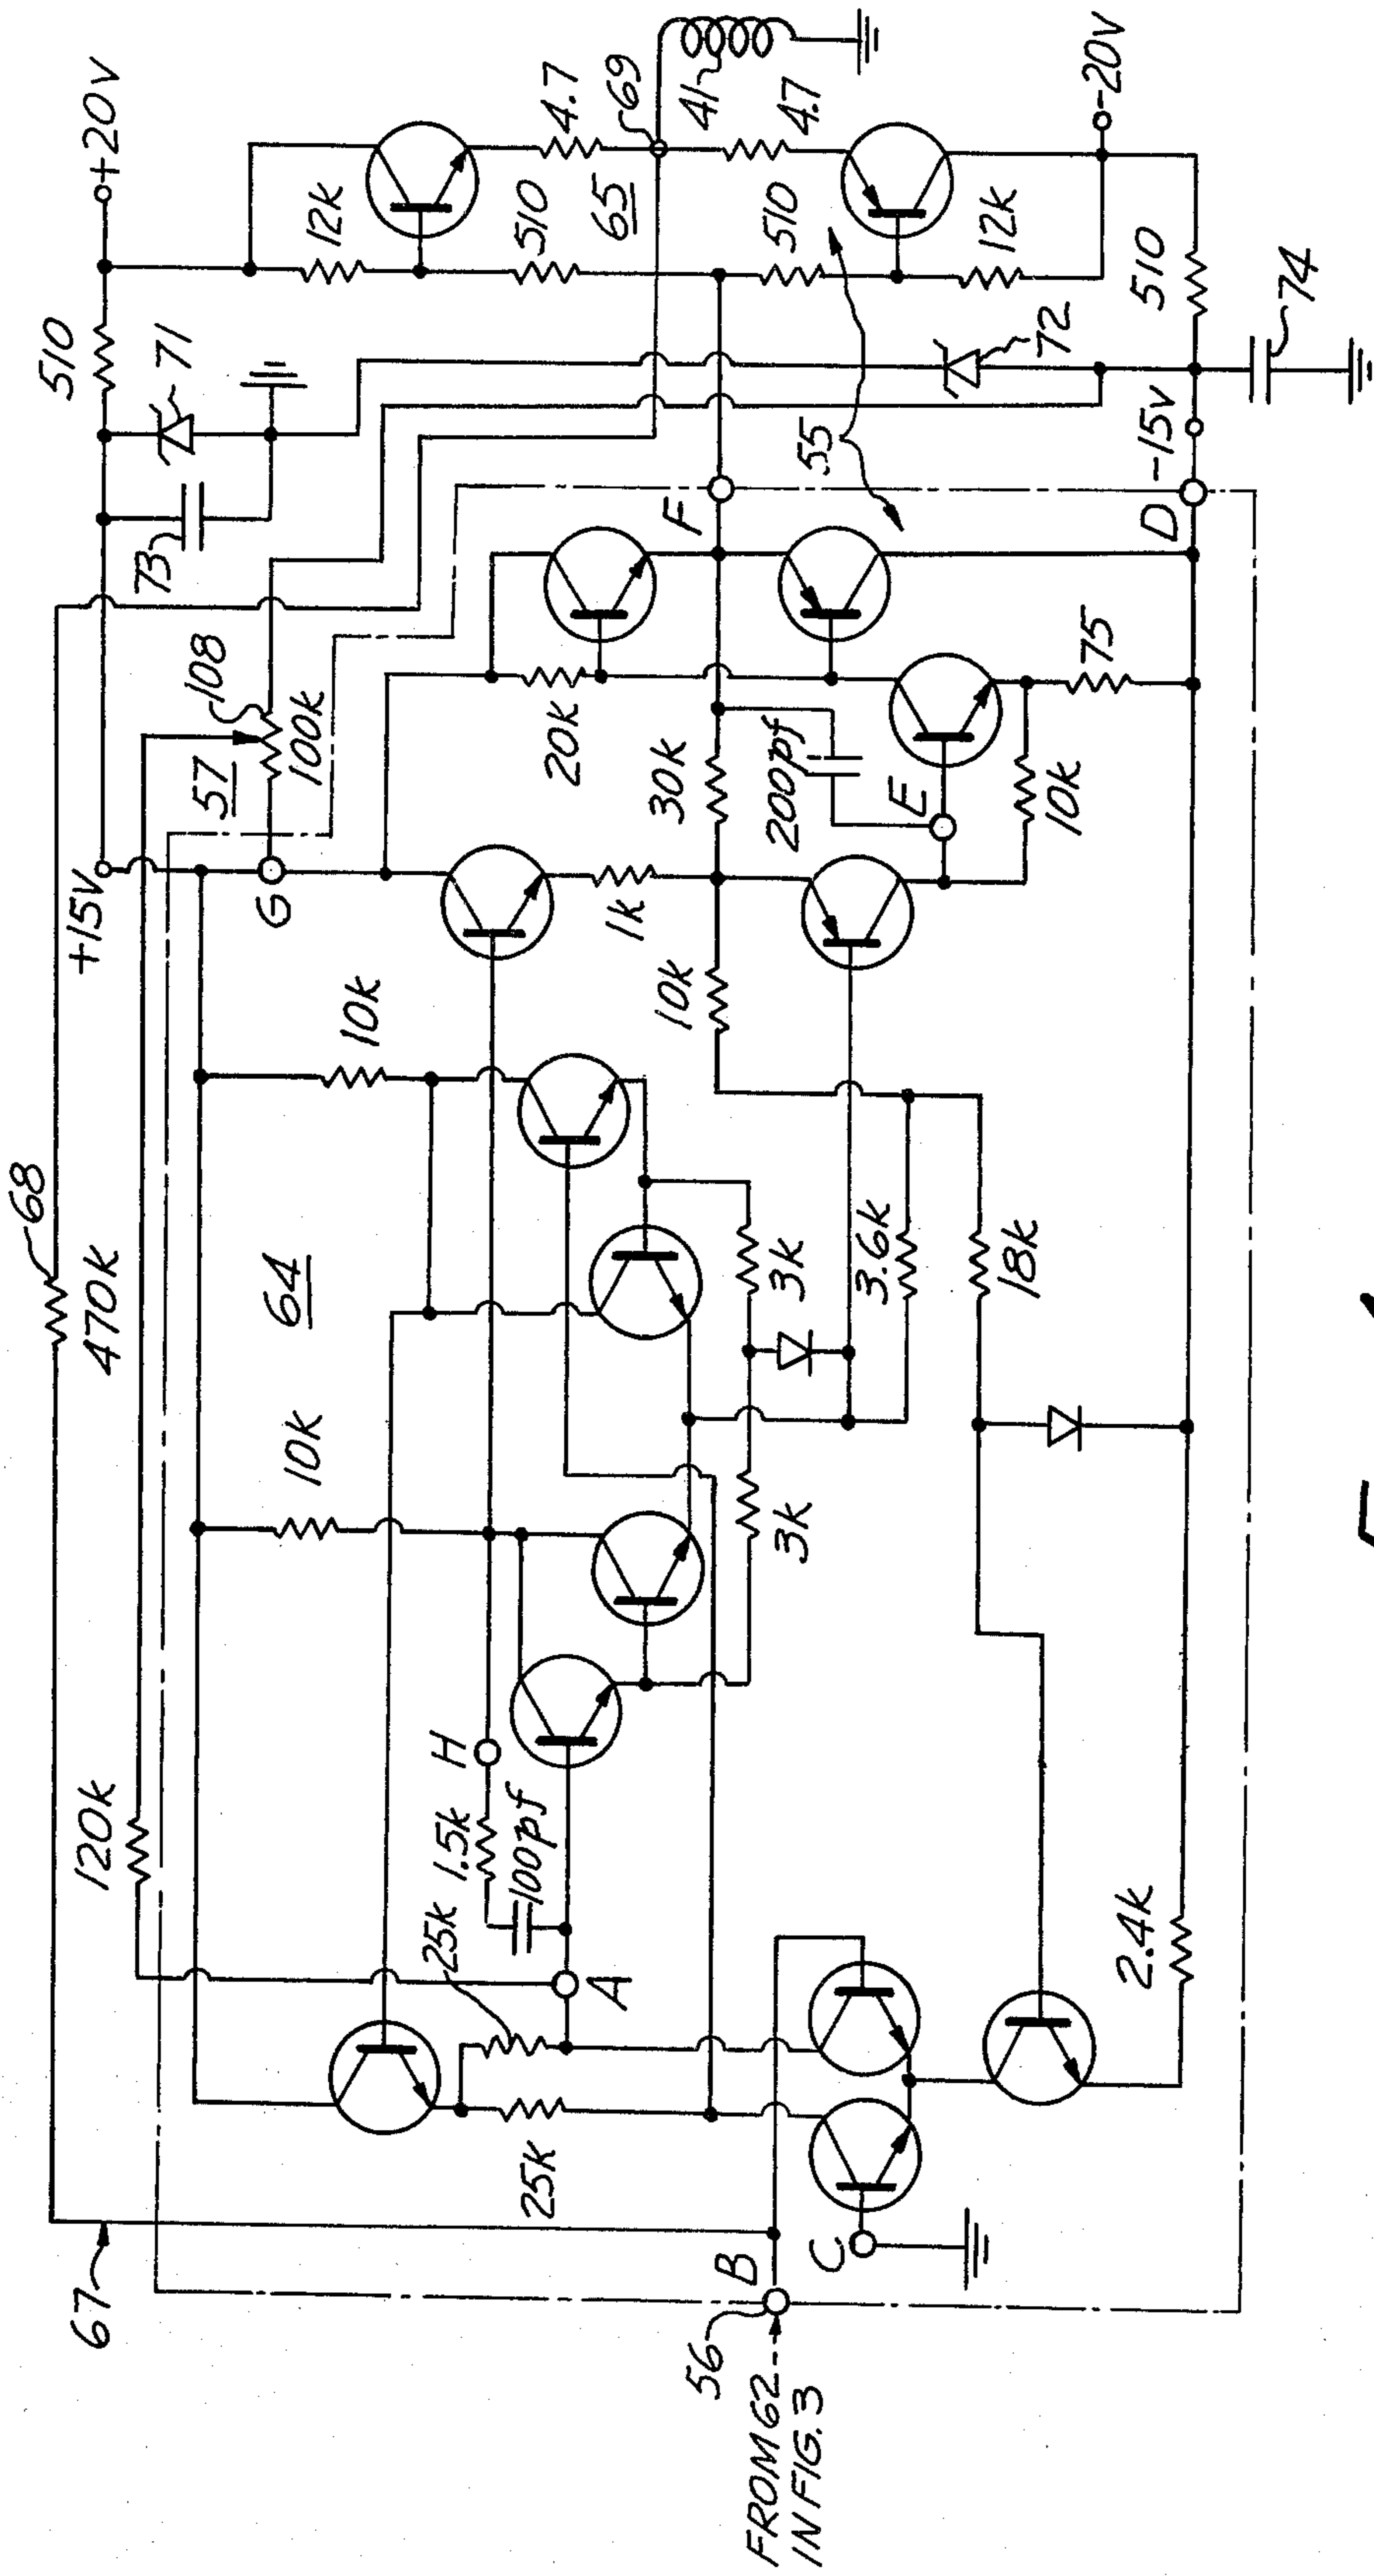 +20V
510
71
12k
4.7
69
510
65
41
4.7
510
12k
-20V
72
510
74
-15V
55
73
108
57
100k
+15V
G
F
D
20k
30k
200pf
E
75
10k
1k
10k
10k
68
470k
64
3k
3.6k
18k
10k
3k
H
1.5k
100pf
120k
25k
A
2.4k
25K
67
B
C
56
FROM 62
IN FIG. 3